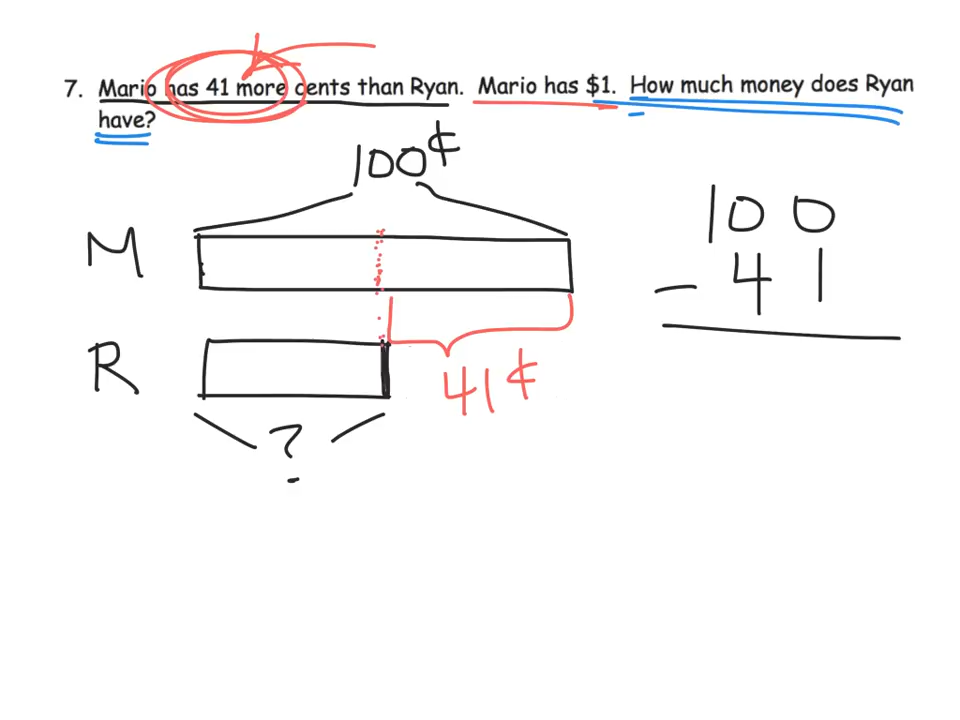 7. Mario has 41 more cents than Ryan. Mario has $1. How much money does Ryan
have?
100¢
M
R
41¢
?
100
- 41